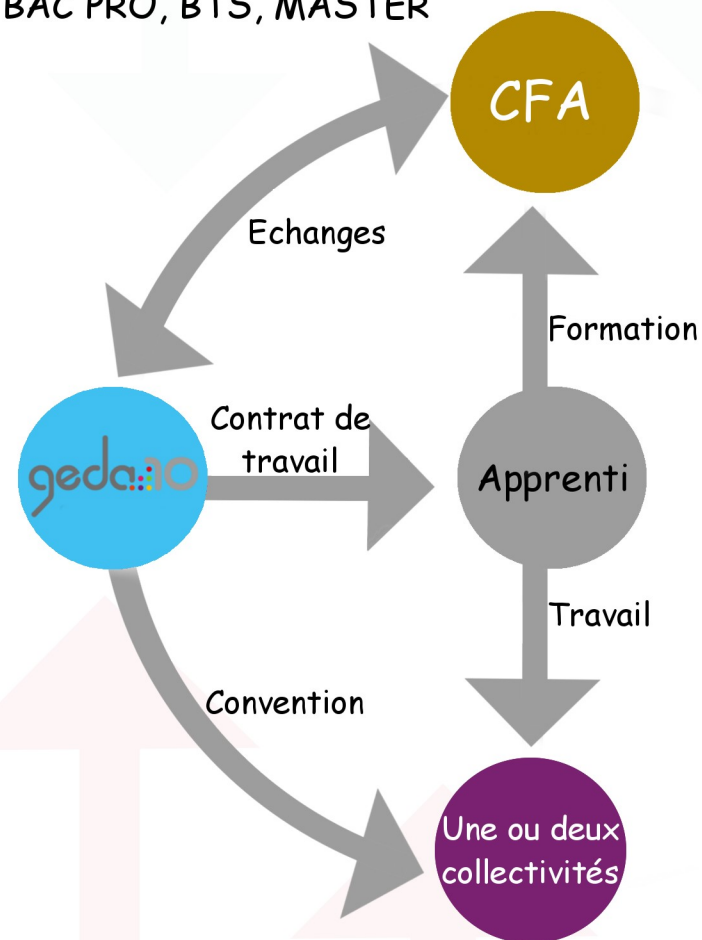 BAC PRO, BTS, MASTER
CFA
Echanges
Formation
Contrat de
travail
geda10
Apprenti
Travail
Convention
Une ou deux
collectivités